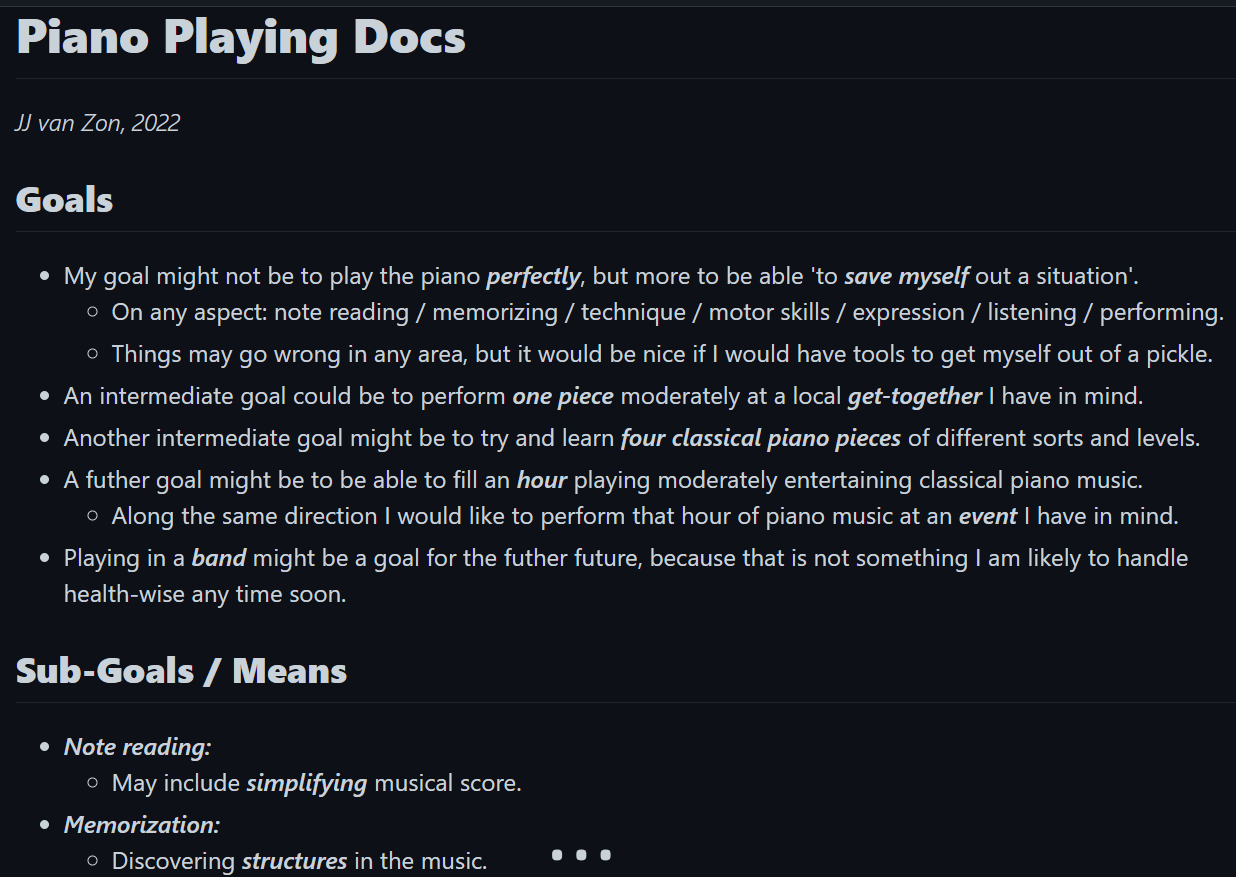 Piano Playing Docs
JJ van Zon, 2022
Goals
My goal might not be to play the piano perfectly, but more to be able 'to save myself out a situation'.
On any aspect: note reading / memorizing / technique / motor skills / expression / listening / performing.
Things may go wrong in any area, but it would be nice if I would have tools to get myself out of a pickle.
An intermediate goal could be to perform one piece moderately at a local get-together I have in mind.
Another intermediate goal might be to try and learn four classical piano pieces of different sorts and levels.
A futher goal might be to be able to fill an hour playing moderately entertaining classical piano music.
Along the same direction I would like to perform that hour of piano music at an event I have in mind.
Playing in a band might be a goal for the futher future, because that is not something I am likely to handle
health-wise any time soon.
Sub-Goals / Means
Note reading:
May include simplifying musical score.
Memorization:
Discovering structures in the music.
...